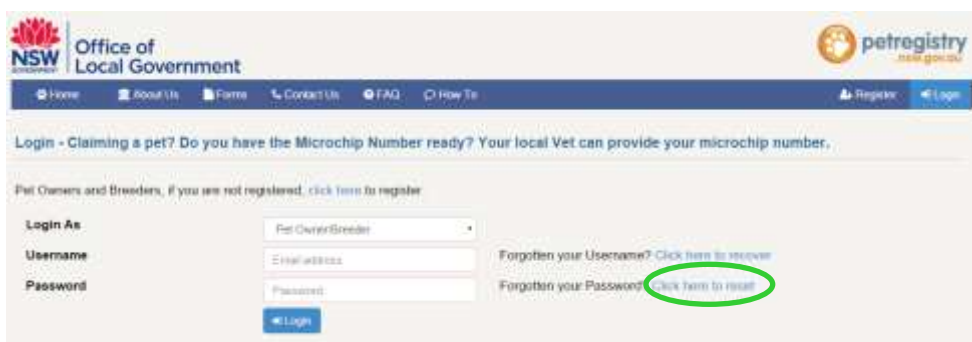 NSW
GOVERNMENT
Office of
Local Government
petregistry
nsw.gov.au
Home About Us Forms Contact Us FAQ How To Register Login
Login - Claiming a pet? Do you have the Microchip Number ready? Your local Vet can provide your microchip number.
Pet Owners and Breeders, if you are not registered, click here to register
Login As Pet Owner/Breeder
Username Email address Forgotten your Username? Click here to recover
Password Password Forgotten your Password? Click here to reset
Login